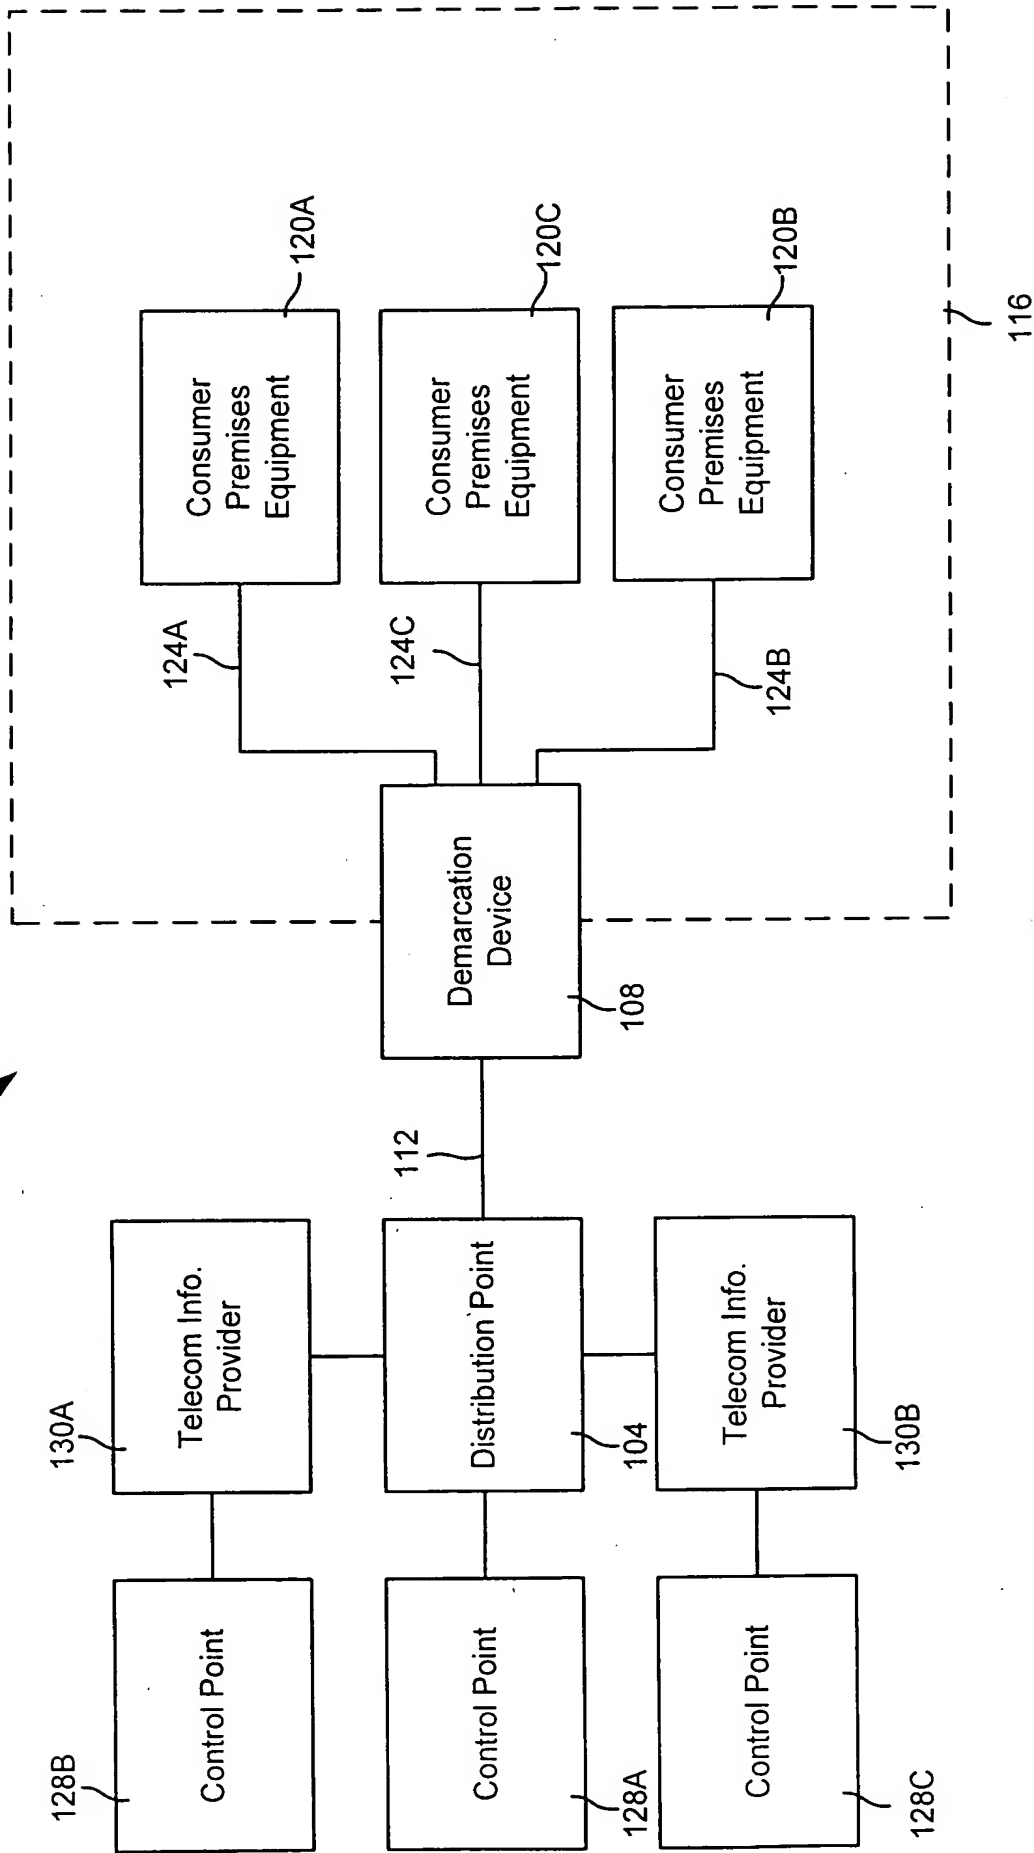 128B
Control Point
130A
Telecom Info.
Provider
128A
Control Point
Distribution Point
104
112
Demarcation
Device
108
128C
Control Point
Telecom Info.
Provider
130B
124A
Consumer
Premises
Equipment
120A
124C
Consumer
Premises
Equipment
120C
124B
Consumer
Premises
Equipment
120B
116